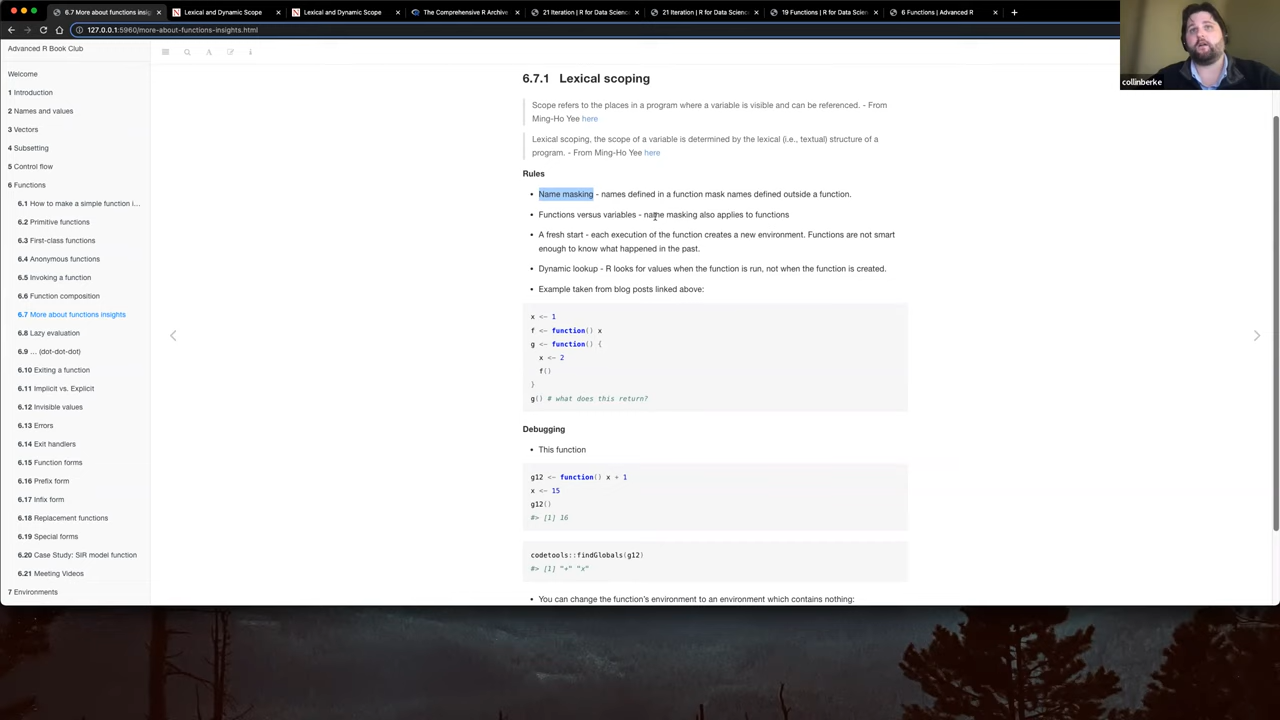 6.7 More about functions insig
Lexical and Dynamic Scope
Lexical and Dynamic Scope
The Comprehensive R Archiv
21 Iteration | R for Data Scienc
21 Iteration | R for Data Scienc
19 Functions | R for Data Scien
6 Functions | Advanced R
127.0.0.1:5960/more-about-functions-insights.html
Advanced R Book Club
Welcome
1 Introduction
2 Names and values
3 Vectors
4 Subsetting
5 Control flow
6 Functions
6.1 How to make a simple function i...
6.2 Primitive functions
6.3 First-class functions
6.4 Anonymous functions
6.5 Invoking a function
6.6 Function composition
6.7 More about functions insights
6.8 Lazy evaluation
6.9 ... (dot-dot-dot)
6.10 Exiting a function
6.11 Implicit vs. Explicit
6.12 Invisible values
6.13 Errors
6.14 Exit handlers
6.15 Function forms
6.16 Prefix form
6.17 Infix form
6.18 Replacement functions
6.19 Special forms
6.20 Case Study: SIR model function
6.21 Meeting Videos
7 Environments
6.7.1 Lexical scoping
Scope refers to the places in a program where a variable is visible and can be referenced. - From
Ming-Ho Yee here
Lexical scoping, the scope of a variable is determined by the lexical (i.e., textual) structure of a
program. - From Ming-Ho Yee here
Rules
• Name masking - names defined in a function mask names defined outside a function.
• Functions versus variables - name masking also applies to functions
• A fresh start - each execution of the function creates a new environment. Functions are not smart
enough to know what happened in the past.
• Dynamic lookup - R looks for values when the function is run, not when the function is created.
• Example taken from blog posts linked above:
x <- 1
f <- function() x
g <- function() {
x <- 2
f()
}
g() # what does this return?
Debugging
• This function
g12 <- function() x + 1
x <- 15
g12()
#> [1] 16
codetools::findGlobals(g12)
#> [1] "+" "x"
• You can change the function's environment to an environment which contains nothing:
collinberke